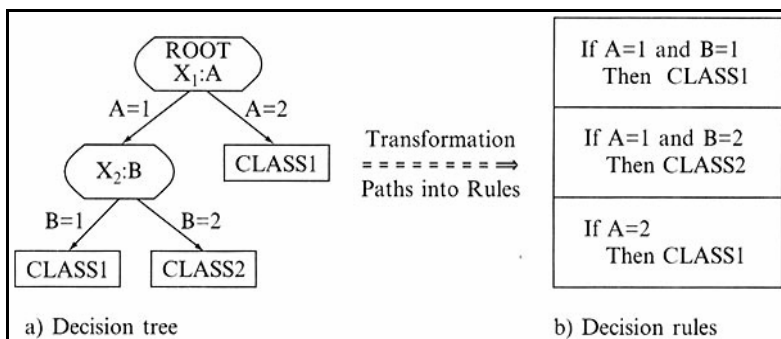 ROOT
X1:A
A=1
A=2
X2:B
CLASS1
B=1
B=2
CLASS1
CLASS2
a) Decision tree
Transformation
Paths into Rules
If A=1 and B=1
Then CLASS1
If A=1 and B=2
Then CLASS2
If A=2
Then CLASS1
b) Decision rules